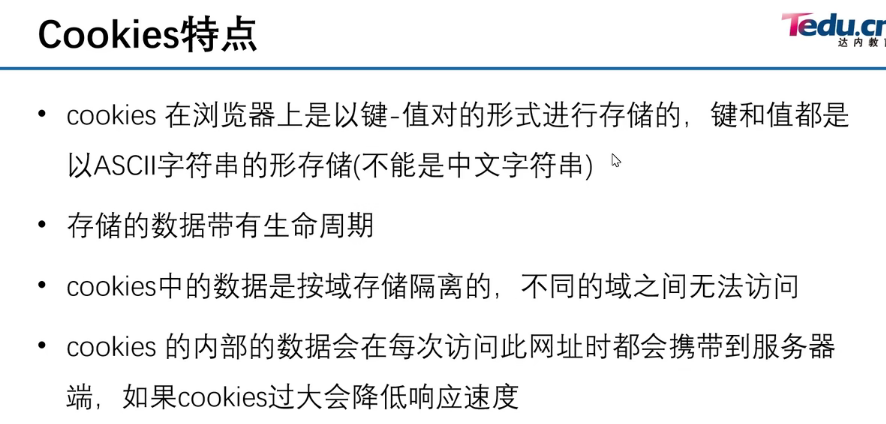 Cookies特点
Tedu.cn
达内教育
• cookies 在浏览器上是以键-值对的形式进行存储的，键和值都是
以ASCII字符串的形存储(不能是中文字符串)
• 存储的数据带有生命周期
• cookies中的数据是按域存储隔离的，不同的域之间无法访问
• cookies 的内部的数据会在每次访问此网址时都会携带到服务器
端，如果cookies过大会降低响应速度